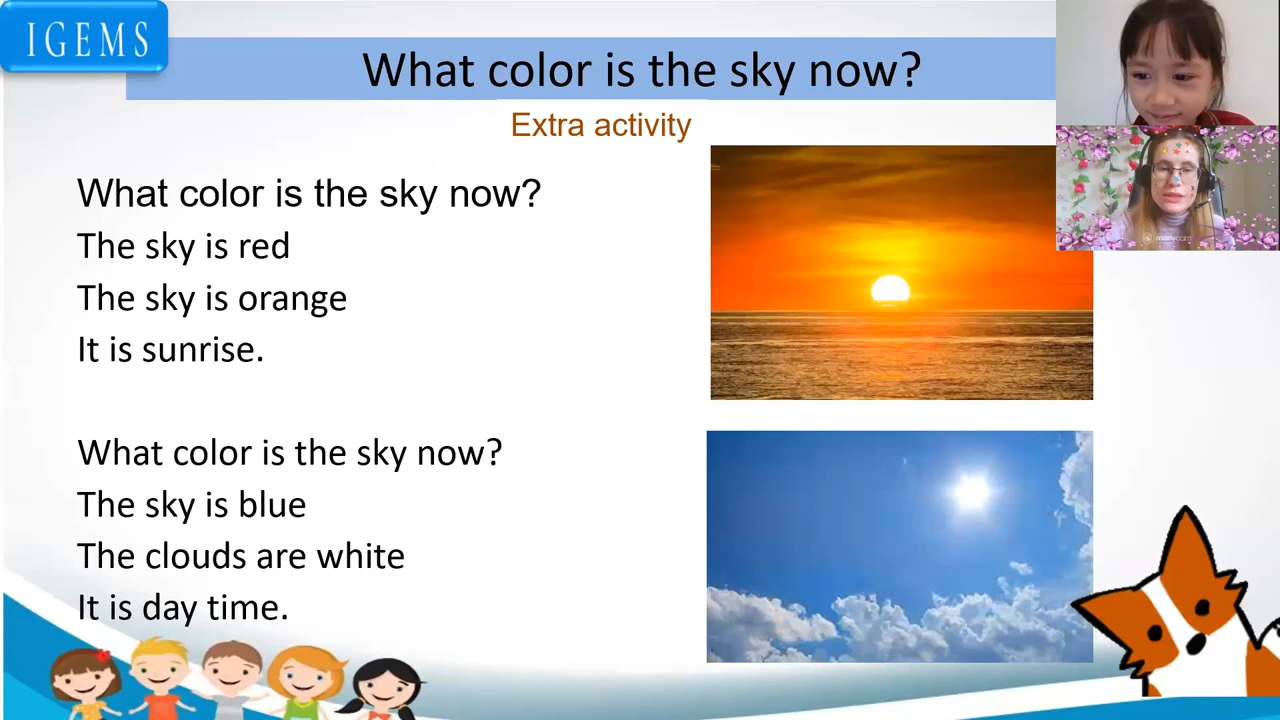 IGEMS
What color is the sky now?
Extra activity
What color is the sky now?
The sky is red
The sky is orange
It is sunrise.
What color is the sky now?
The sky is blue
The clouds are white
It is day time.